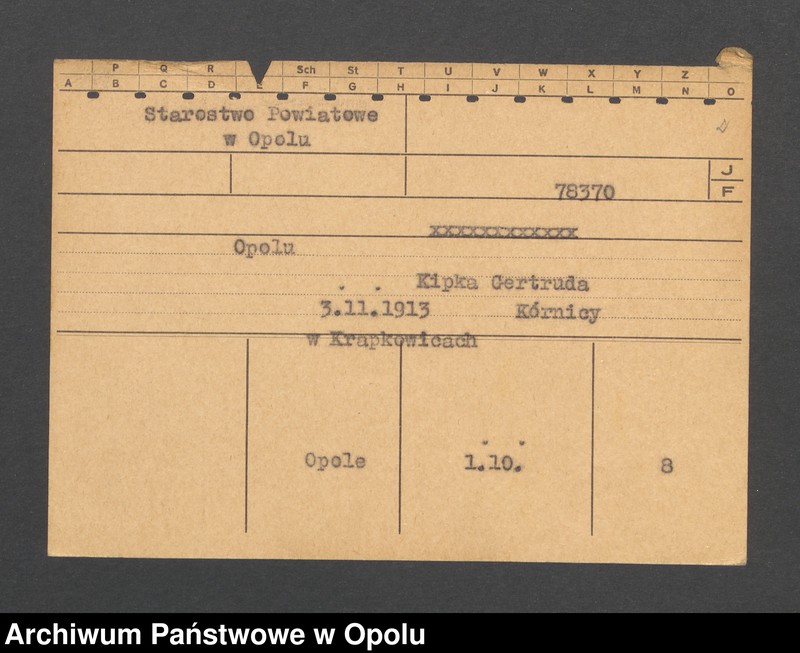 P Q R Sch St T U V W X Y Z
A B C D E F G H I J K L M N O
Starostwo Powiatowe
w Opolu
J
78370
F
xxxxxxxxxxxxx
Opolu
Kipka Gertruda
3.11.1913 Kórnicy
w Krapkowicach
Opole 1.10. 8
Archiwum Państwowe w Opolu